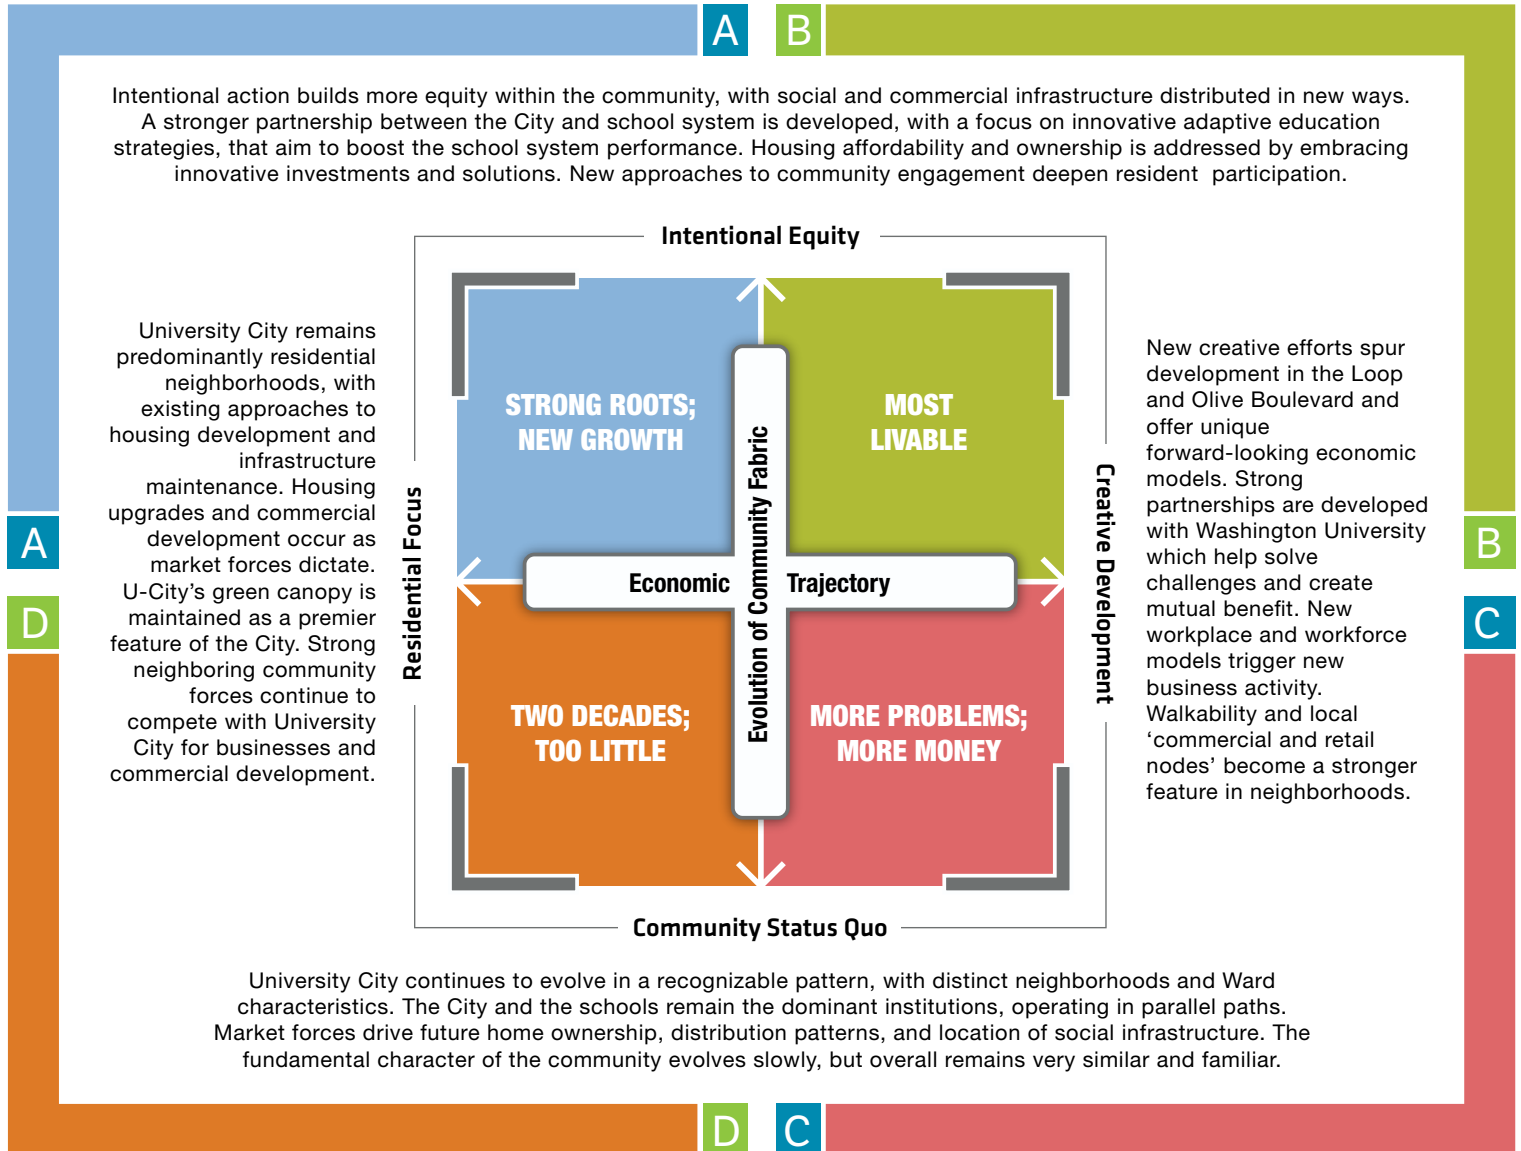 A B
Intentional action builds more equity within the community, with social and commercial infrastructure distributed in new ways.
A stronger partnership between the City and school system is developed, with a focus on innovative adaptive education
strategies, that aim to boost the school system performance. Housing affordability and ownership is addressed by embracing
innovative investments and solutions. New approaches to community engagement deepen resident participation.
Intentional Equity
University City remains
predominantly residential
neighborhoods, with
existing approaches to
housing development and
infrastructure
maintenance. Housing
upgrades and commercial
development occur as
market forces dictate.
U-City’s green canopy is
maintained as a premier
feature of the City. Strong
neighboring community
forces continue to
compete with University
City for businesses and
commercial development.
A
D
Residential Focus
STRONG ROOTS;
NEW GROWTH
MOST
LIVABLE
Economic Trajectory
Evolution of Community Fabric
TWO DECADES;
TOO LITTLE
MORE PROBLEMS;
MORE MONEY
Creative Development
New creative efforts spur
development in the Loop
and Olive Boulevard and
offer unique
forward-looking economic
models. Strong
partnerships are developed
with Washington University
which help solve
challenges and create
mutual benefit. New
workplace and workforce
models trigger new
business activity.
Walkability and local
‘commercial and retail
nodes’ become a stronger
feature in neighborhoods.
B
C
Community Status Quo
University City continues to evolve in a recognizable pattern, with distinct neighborhoods and Ward
characteristics. The City and the schools remain the dominant institutions, operating in parallel paths.
Market forces drive future home ownership, distribution patterns, and location of social infrastructure. The
fundamental character of the community evolves slowly, but overall remains very similar and familiar.
D C